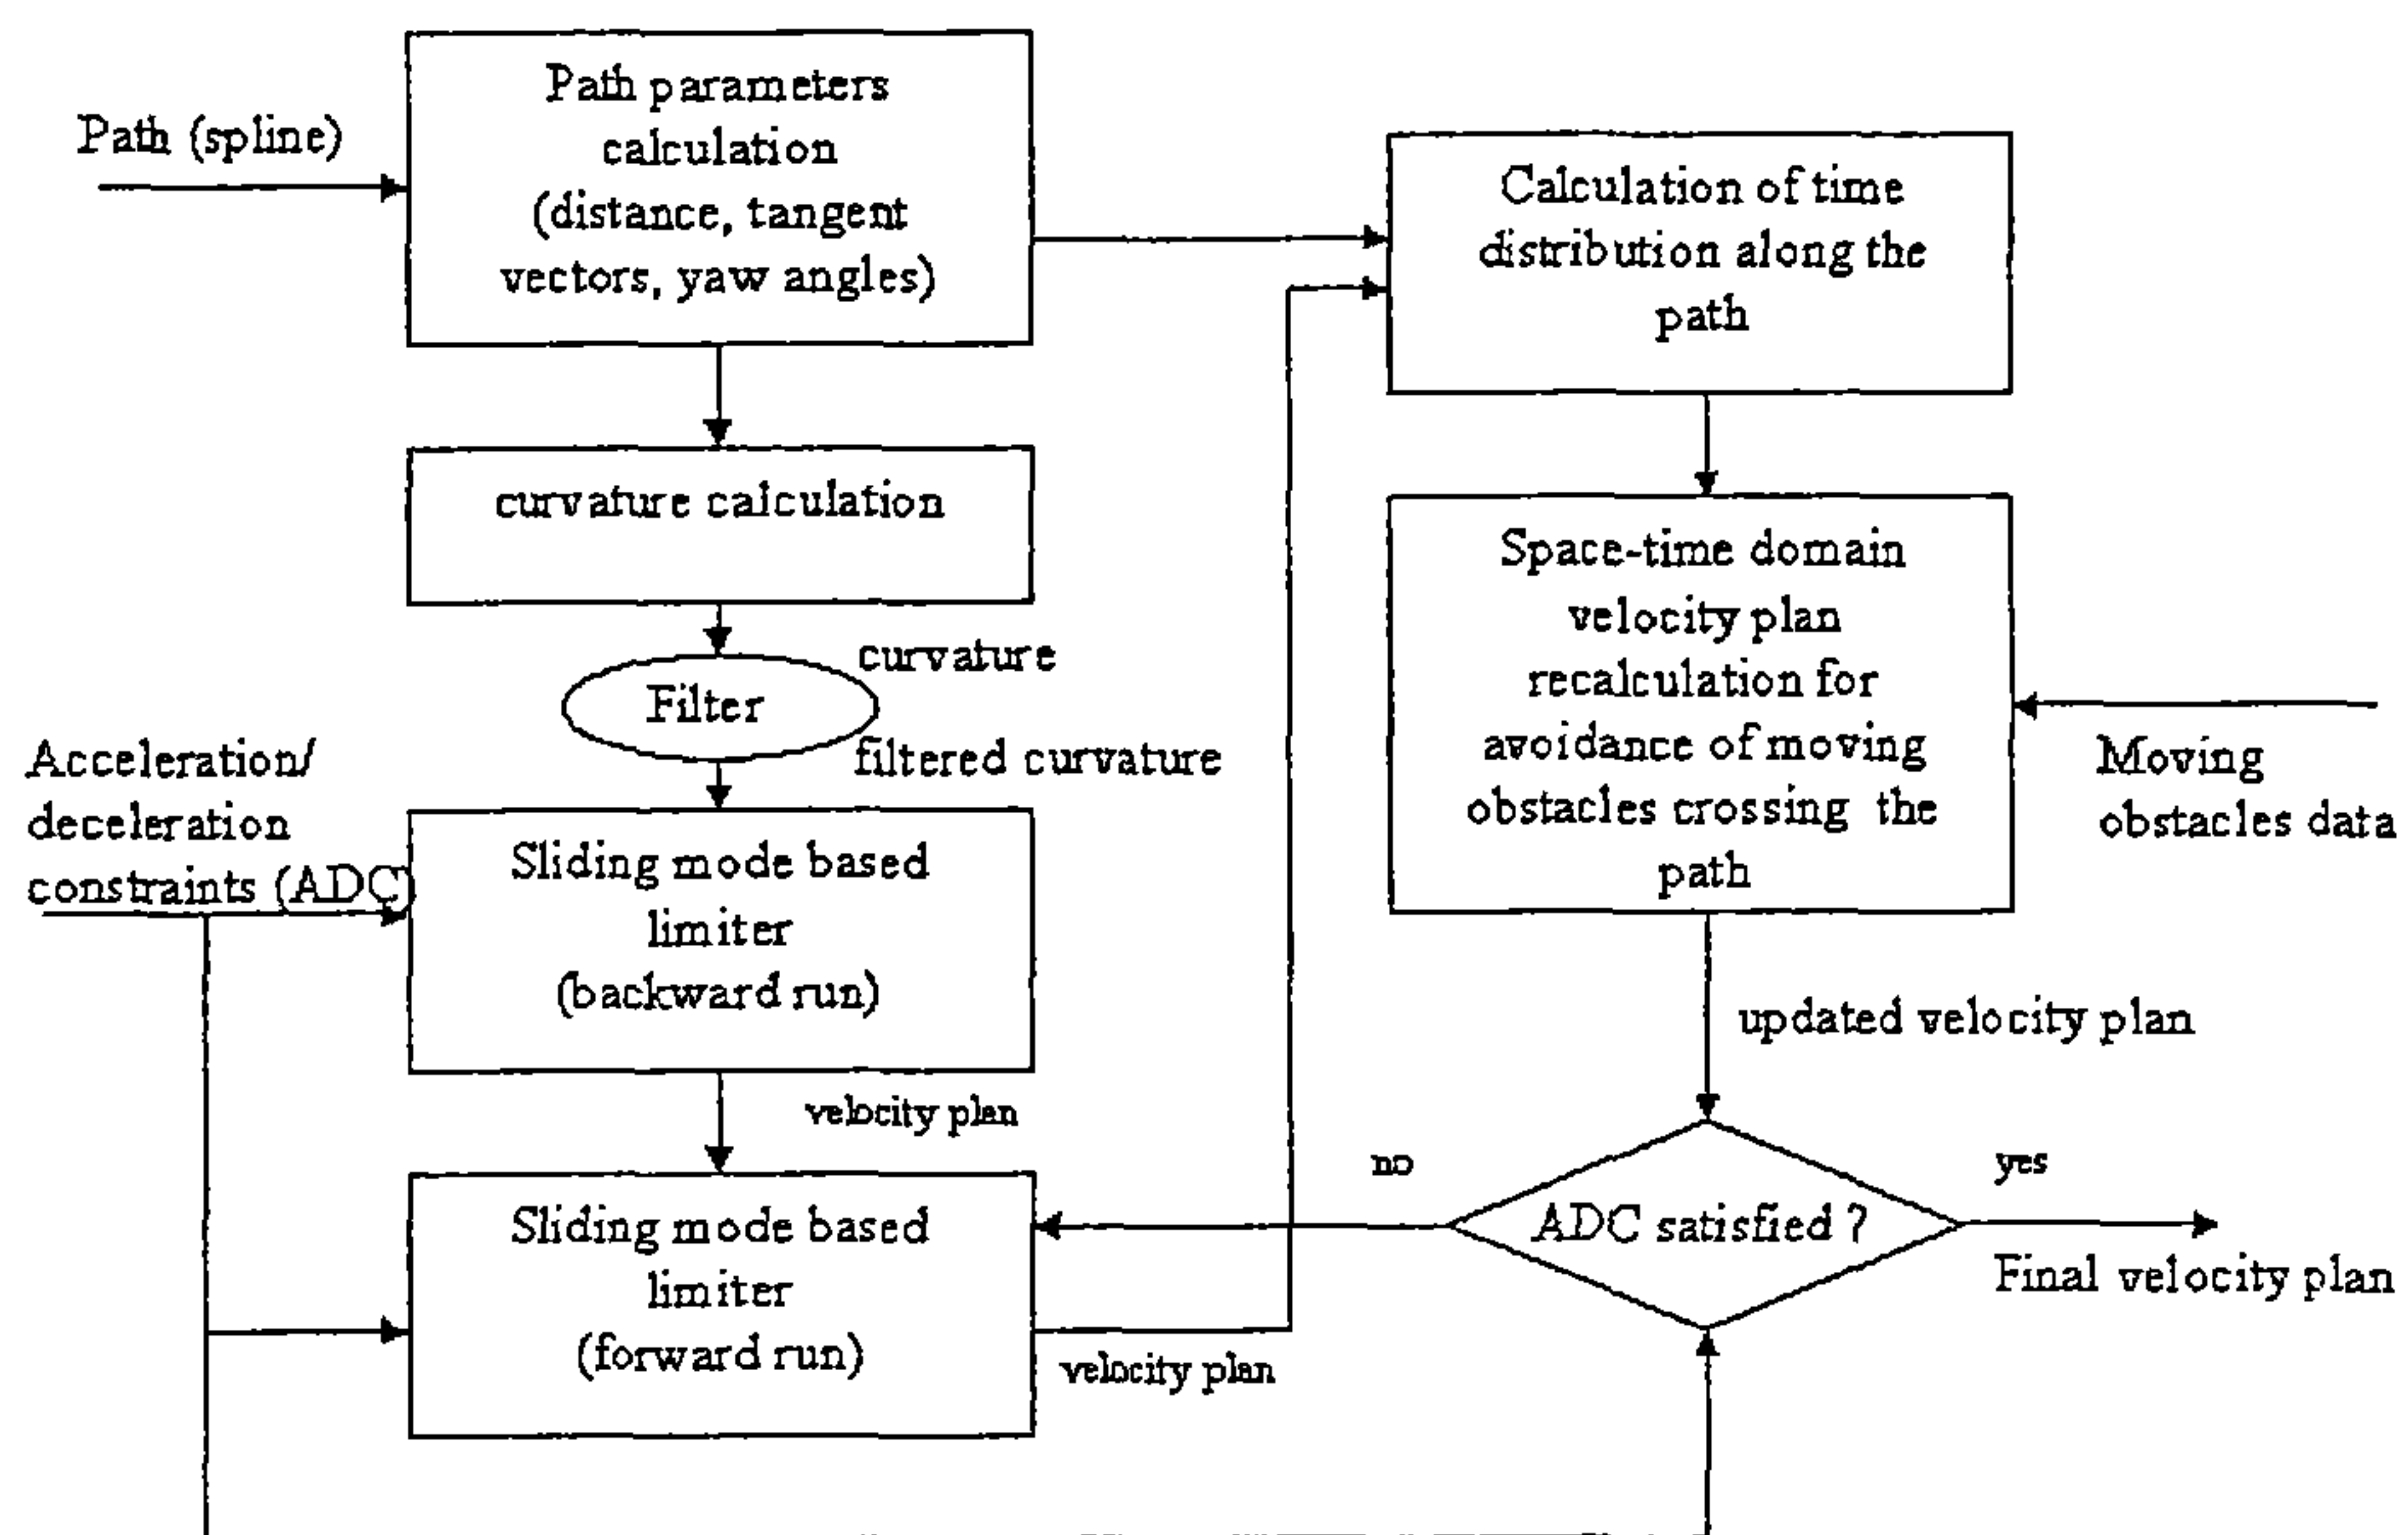 Path (spline)
Path parameters
calculation
(distance, tangent
vectors, yaw angles)
Calculation of time
distribution along the
path
curvature calculation
curvature
Filter
filtered curvature
Space-time domain
velocity plan
recalculation for
avoidance of moving
obstacles crossing the
path
Moving
obstacles data
Acceleration/
deceleration
constraints (ADC)
Sliding mode based
limiter
(backward run)
velocity plan
updated velocity plan
Sliding mode based
limiter
(forward run)
velocity plan
no
ADC satisfied ?
yes
Final velocity plan